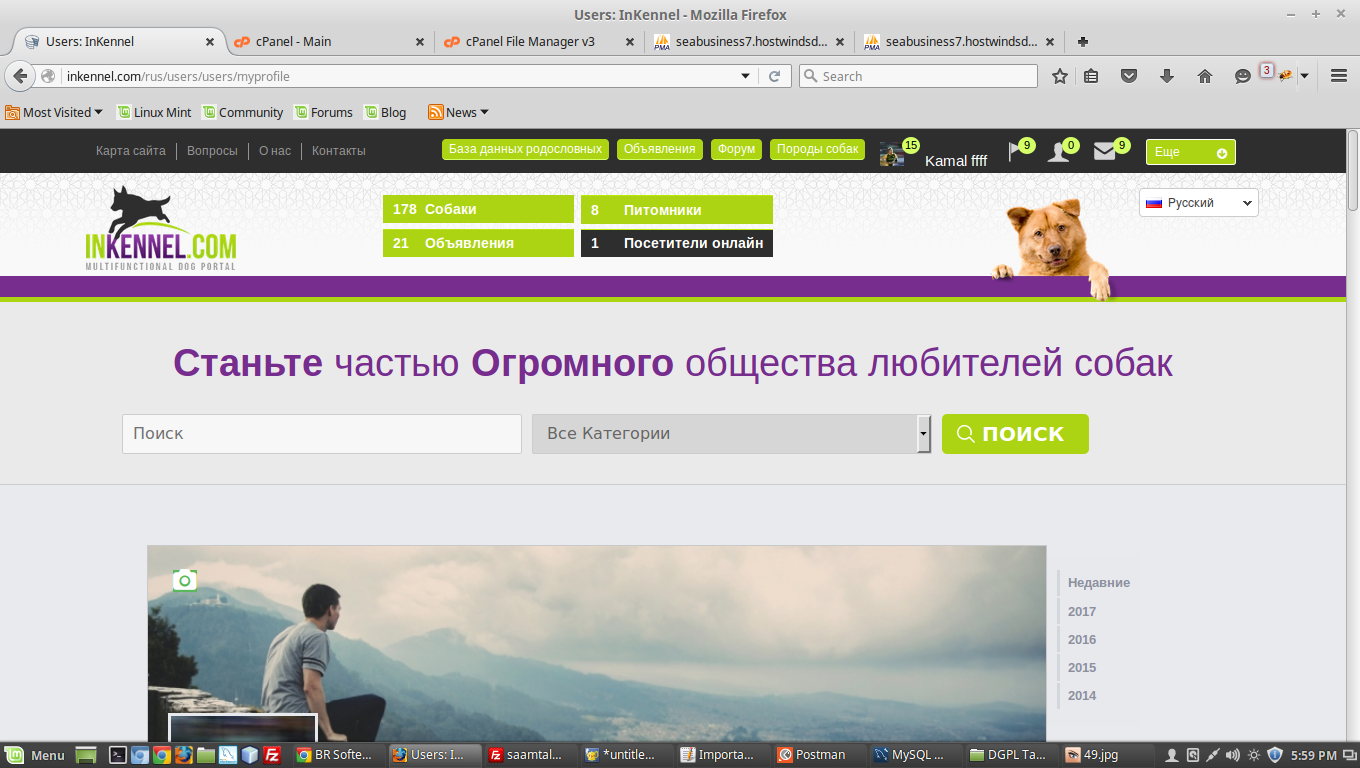 Users: InKennel - Mozilla Firefox
Users: InKennel
cPanel - Main
cPanel File Manager v3
seabusiness7.hostwindsd...
seabusiness7.hostwindsd...
inkennel.com/rus/users/users/myprofile
Search
3
Most Visited
Linux Mint
Community
Forums
Blog
News
Карта сайта
Вопросы
О нас
Контакты
База данных родословных
Объявления
Форум
Породы собак
15
Kamal ffff
9
0
9
Еще
INKENNEL.COM
MULTIFUNCTIONAL DOG PORTAL
178 Собаки
8 Питомники
21 Объявления
1 Посетители онлайн
Русский
Станьте частью Огромного общества любителей собак
Поиск
Все Категории
ПОИСК
Недавние
2017
2016
2015
2014
Menu
BR Softe...
Users: I...
saamtal...
*untitle...
Importa...
Postman
MySQL ...
DGPL Ta...
49.jpg
5:59 PM